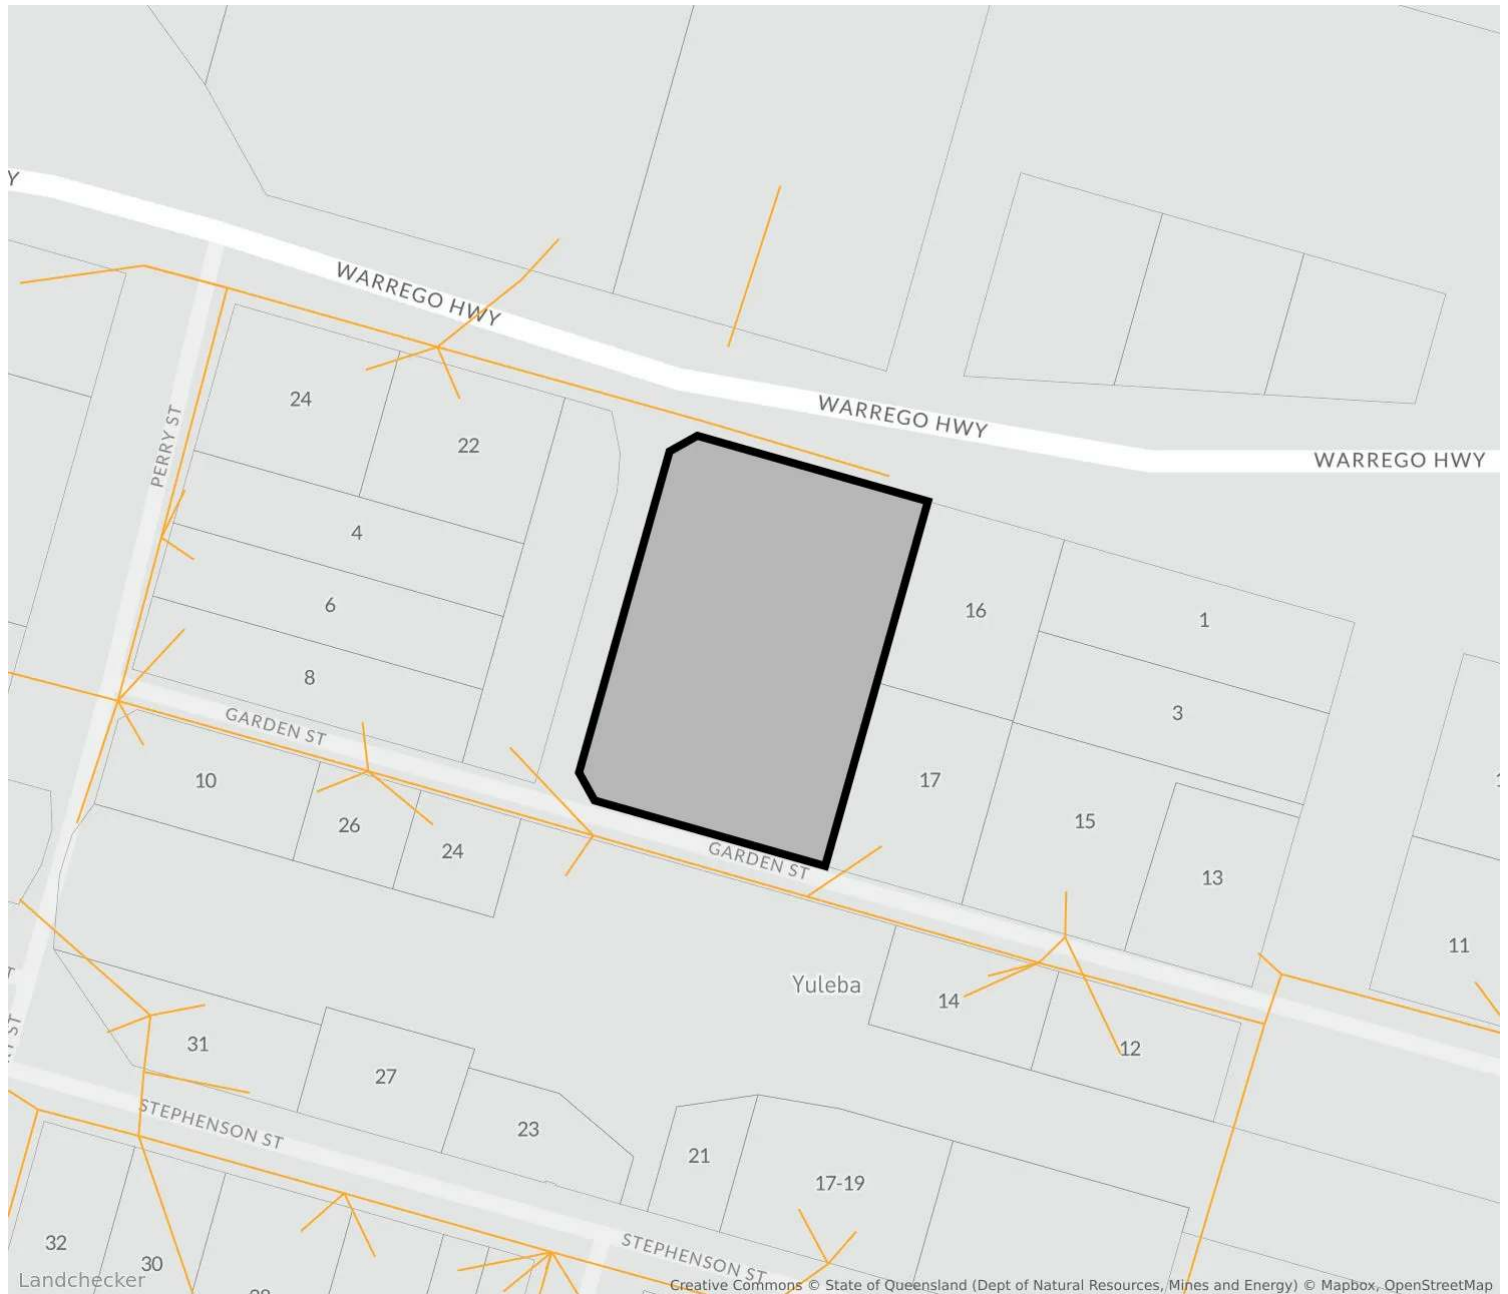 Y
WARREGO HWY
WARREGO HWY
WARREGO HWY
PERRY ST
24
22
4
6
8
16
1
3
17
15
13
11
GARDEN ST
10
26
24
GARDEN ST
14
12
Yuleba
31
27
23
21
17-19
STEPHENSON ST
STEPHENSON ST
32
30
Landchecker
Creative Commons © State of Queensland (Dept of Natural Resources, Mines and Energy) © Mapbox, OpenStreetMap